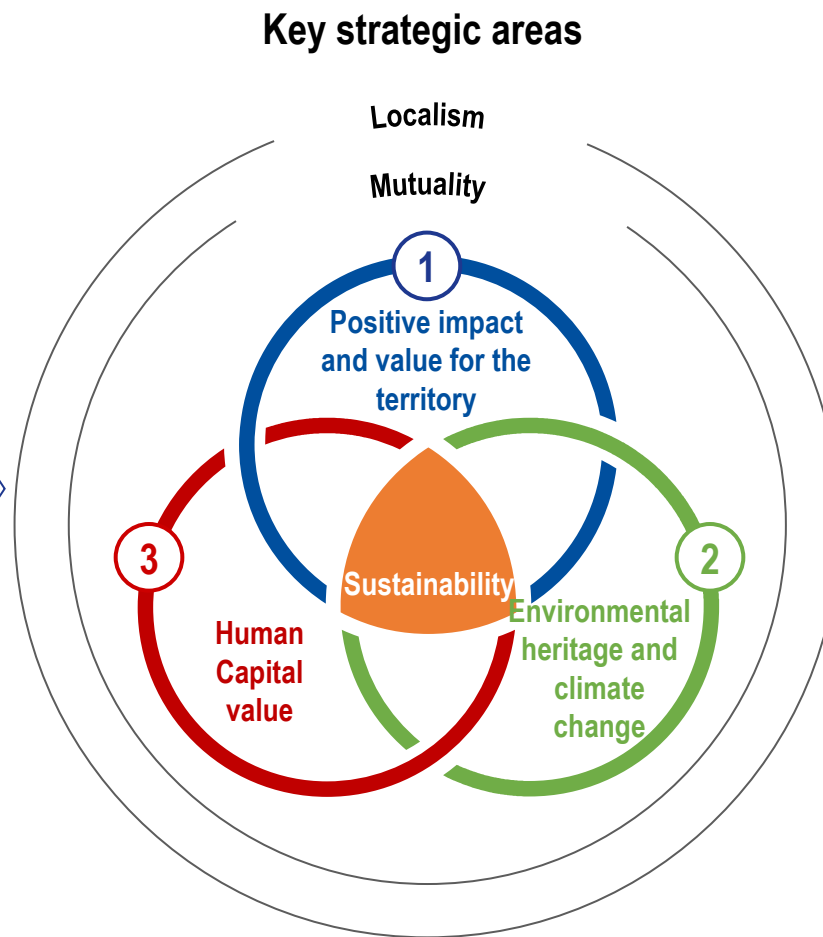 Key strategic areas
Localism
Mutuality
1
Positive impact
and value for the
territory
3
2
Sustainability
Human
Capital
value
Environmental
heritage and
climate
change